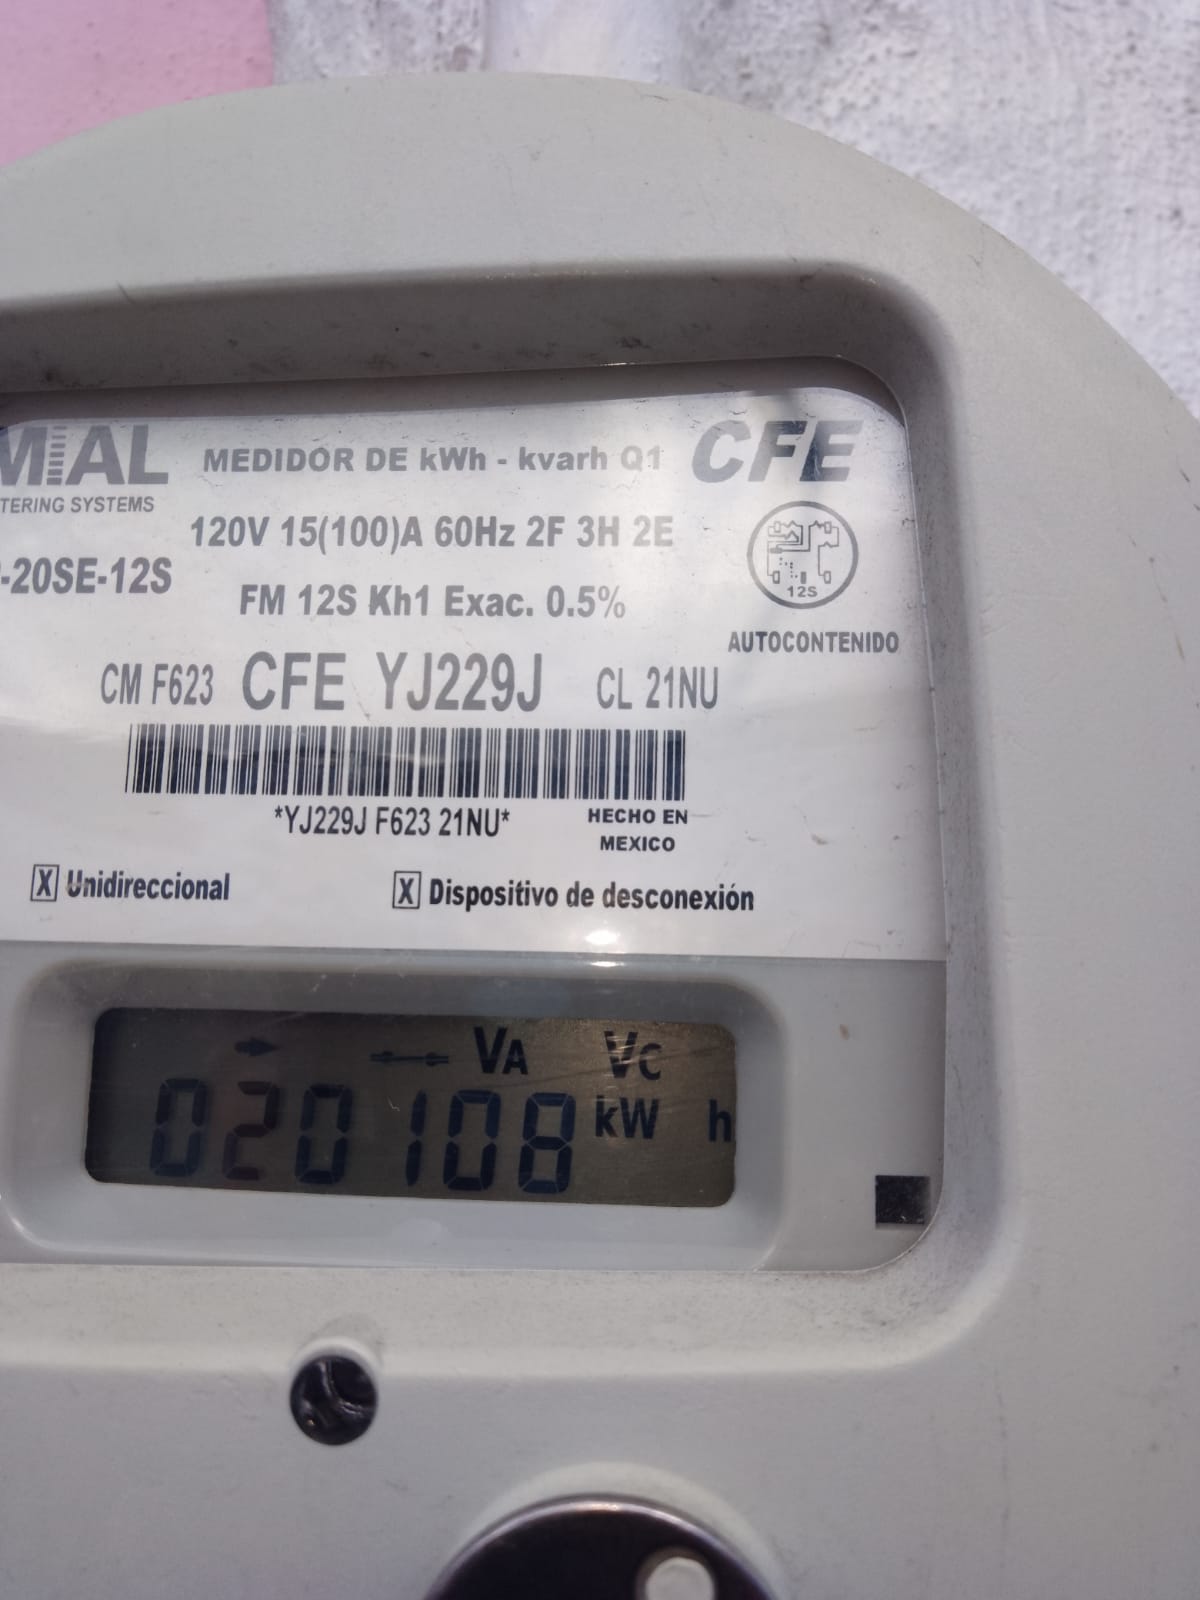 MIAL
TERING SYSTEMS
MEDIDOR DE kWh - kvarh Q1
CFE
120V 15(100)A 60Hz 2F 3H 2E
-20SE-12S
FM 12S Kh1 Exac. 0.5%
12S
AUTOCONTENIDO
CM F623 CFE YJ229J CL 21NU
*YJ229J F623 21NU*
HECHO EN
MEXICO
X Unidireccional
X Dispositivo de desconexión
VA VC
020108 kW h